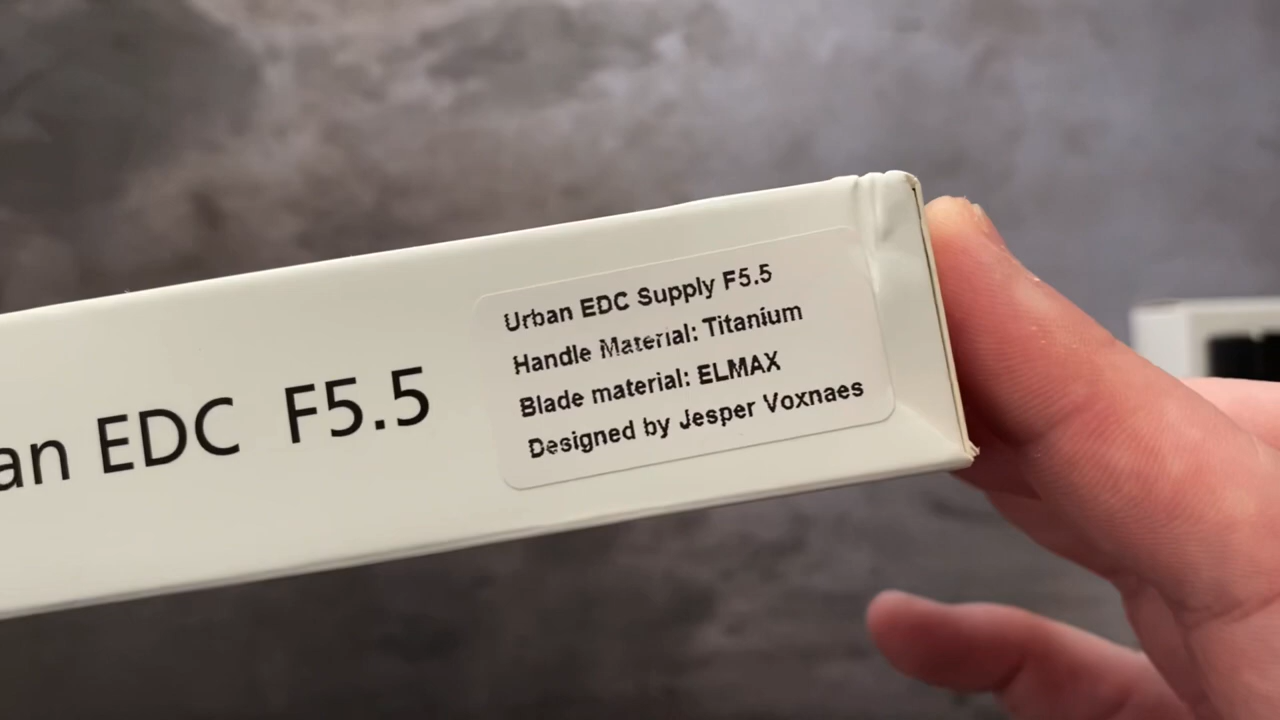 an EDC F5.5
Urban EDC Supply F5.5
Handle Material: Titanium
Blade material: ELMAX
Designed by Jesper Voxnaes